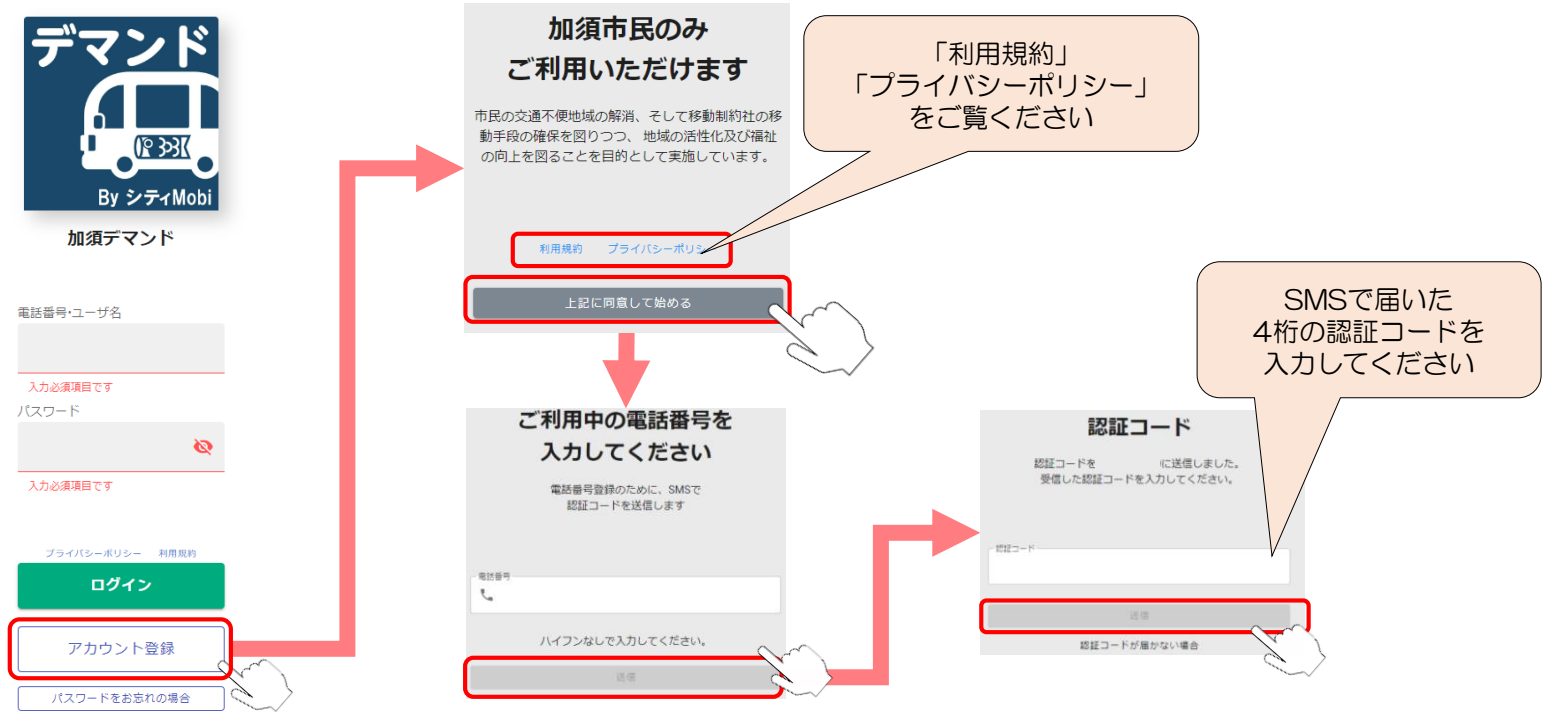 デマンド
By シティMobi
加須デマンド
電話番号・ユーザ名
入力必須項目です
パスワード
入力必須項目です
プライバシーポリシー 利用規約
ログイン
アカウント登録
パスワードをお忘れの場合
加須市民のみ
ご利用いただけます
市民の交通不便地域の解消、そして移動制約社の移
動手段の確保を図りつつ、 地域の活性化及び福祉
の向上を図ることを目的として実施しています。
利用規約 プライバシーポリシ
上記に同意して始める
「利用規約」
「プライバシーポリシー」
をご覧ください
ご利用中の電話番号を
入力してください
電話番号登録のために、SMSで
認証コードを送信します
電話番号
ハイフンなしで入力してください。
送信
認証コード
認証コードを に送信しました。
受信した認証コードを入力してください。
認証コード
送信
認証コードが届かない場合
SMSで届いた
4桁の認証コードを
入力してください